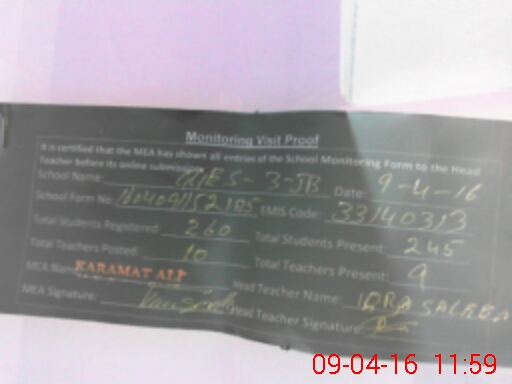 Monitoring Visit Proof
It is certified that the MEA has shown all entries of the School Monitoring Form to the Head
Teacher before its online submission
School Name: GES-3-JB Date: 9-4-16
School Form No: EMIS Code: 33140313
Total Students Registered: 260 Total Students Present: 245
Total Teachers Posted: 10 Total Teachers Present: 9
MEA Name: KARAMAT ALI Head Teacher Name: IQRA SALEEM
MEA Signature: Head Teacher Signature
09-04-16 11:59